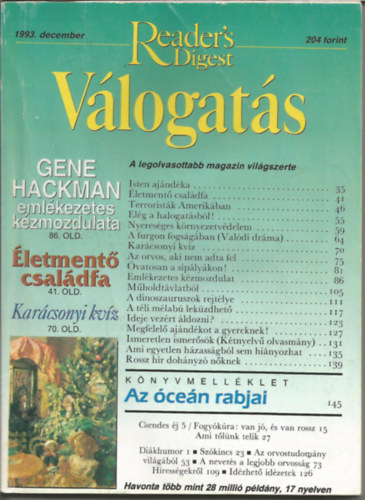 1993. december
204 forint
Reader's
Digest
Válogatás
A legolvasottabb magazin világszerte
GENE
HACKMAN
emlékezetes
kézmozdulata
86. OLD.
Életmentő
családfa
41. OLD.
Karácsonyi kvíz
70. OLD.
Isten ajándéka 35
Életmentő családfa 41
Terroristák Amerikában 46
Elég a halogatásból! 55
Nyereséges környezetvédelem 59
A furgon fogságában (Valódi dráma) 64
Karácsonyi kvíz 70
Az orvos, aki nem adta fel 75
Óvatosan a sípályákon! 81
Emlékezetes kézmozdulat 86
Műholdtávlatból 105
A dinoszauruszok rejtélye 111
A téli mélabú leküzdhető 117
Ideje vezért áldozni! 123
Megfelelő ajándékot a gyereknek! 127
Ismeretlen ismerősök (Kétnyelvű olvasmány) 131
Ami egyetlen házasságból sem hiányozhat 135
Rossz hír dohányzó nőknek 139
KÖNYVMELLÉKLET
Az óceán rabjai 145
Csendes éj 5 / Fogyókúra: van jó, és van rossz 15
Ami tőlünk telik 27
Diákhumor 1 ■ Szókincs 23 ■ Az orvostudomány
világából 53 ■ A nevetés a legjobb orvosság 73
Hírességekről 109 ■ Idézhető idézetek 126
Havonta több mint 28 millió példány, 17 nyelven